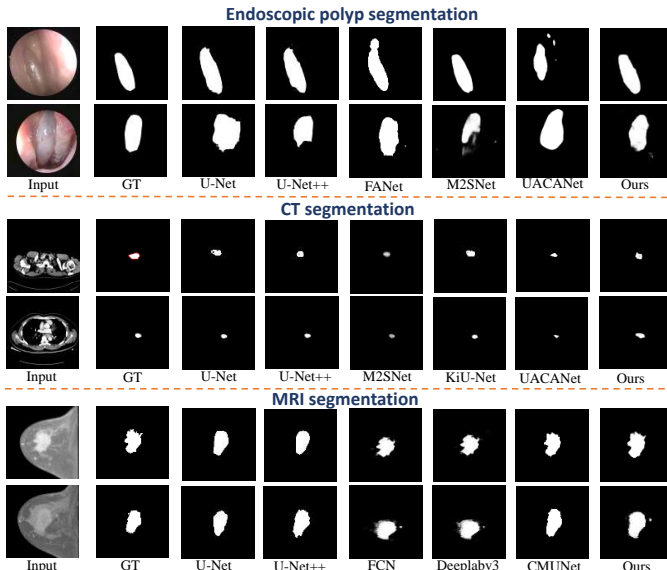 Endoscopic polyp segmentation
Input GT U-Net U-Net++ FANet M2SNet UACANet Ours
CT segmentation
Input GT U-Net U-Net++ M2SNet KiU-Net UACANet Ours
MRI segmentation
Input GT U-Net U-Net++ FCN Deeplabv3 CMUNet Ours